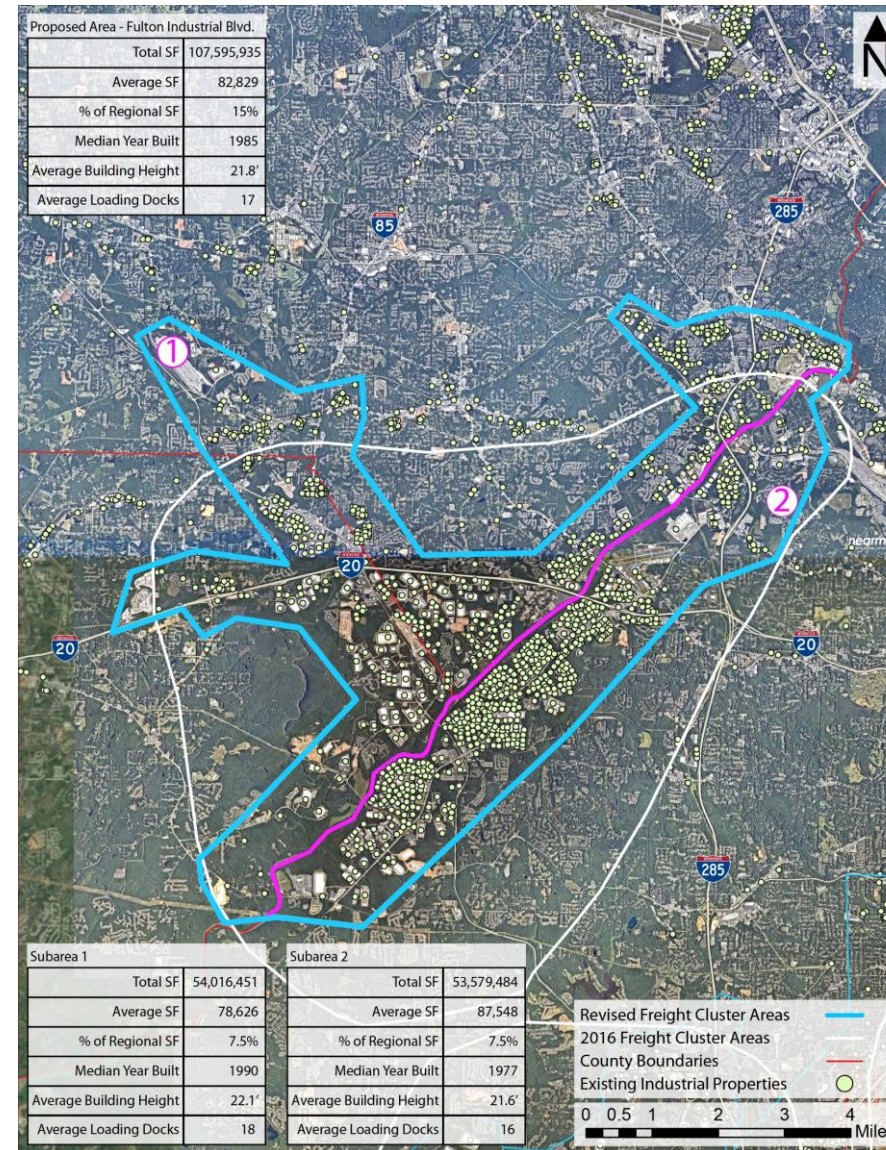 Proposed Area - Fulton Industrial Blvd.
Total SF 107,595,935
Average SF 82,829
% of Regional SF 15%
Median Year Built 1985
Average Building Height 21.8'
Average Loading Docks 17
N
85
285
1
2
nearm
20
20
20
285
Subarea 1
Total SF 54,016,451
Average SF 78,626
% of Regional SF 7.5%
Median Year Built 1990
Average Building Height 22.1'
Average Loading Docks 18
Subarea 2
Total SF 53,579,484
Average SF 87,548
% of Regional SF 7.5%
Median Year Built 1977
Average Building Height 21.6'
Average Loading Docks 16
Revised Freight Cluster Areas
2016 Freight Cluster Areas
County Boundaries
Existing Industrial Properties
0 0.5 1 2 3 4
Mile